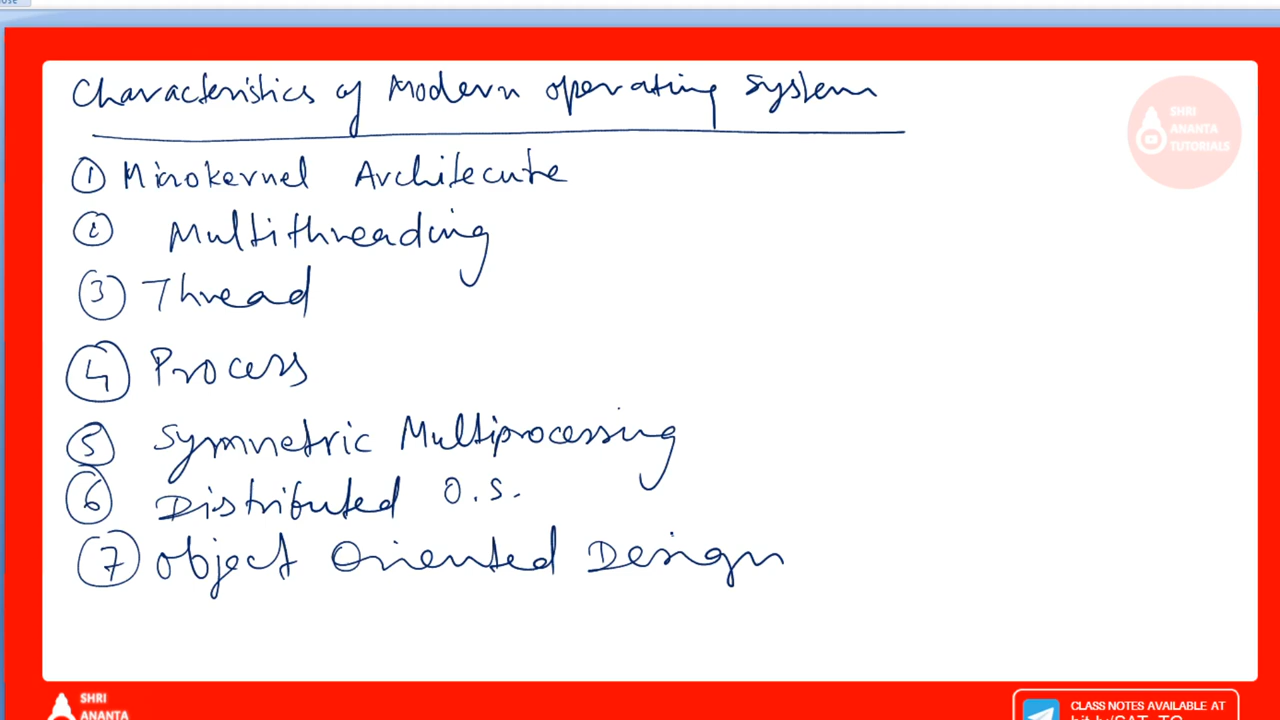 Characteristics of Modern operating system
① Microkernel Architecute
② Multithreading
③ Thread
④ Process
⑤ Symmetric Multiprocessing
⑥ Distributed O.S.
⑦ Object Oriented Design
SHRI
ANANTA
TUTORIALS
SHRI
ANANTA
CLASS NOTES AVAILABLE AT